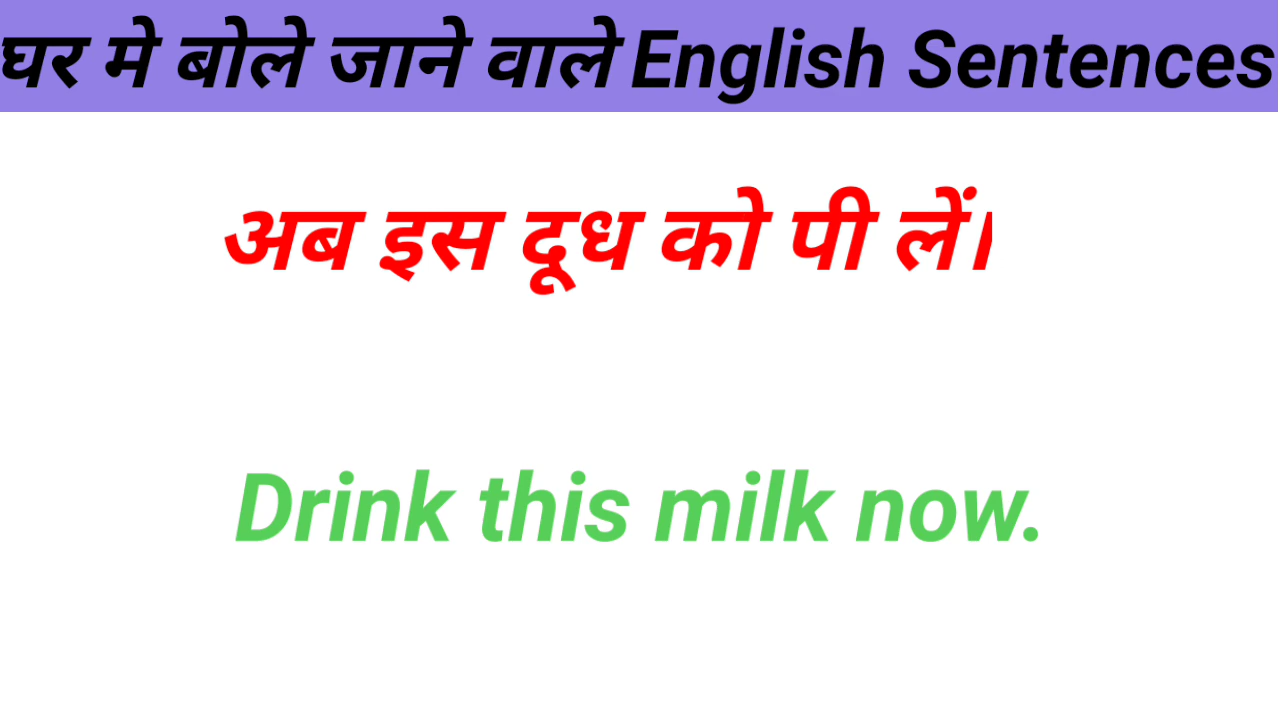 घर मे बोले जाने वाले English Sentences
अब इस दूध को पी लें।
Drink this milk now.